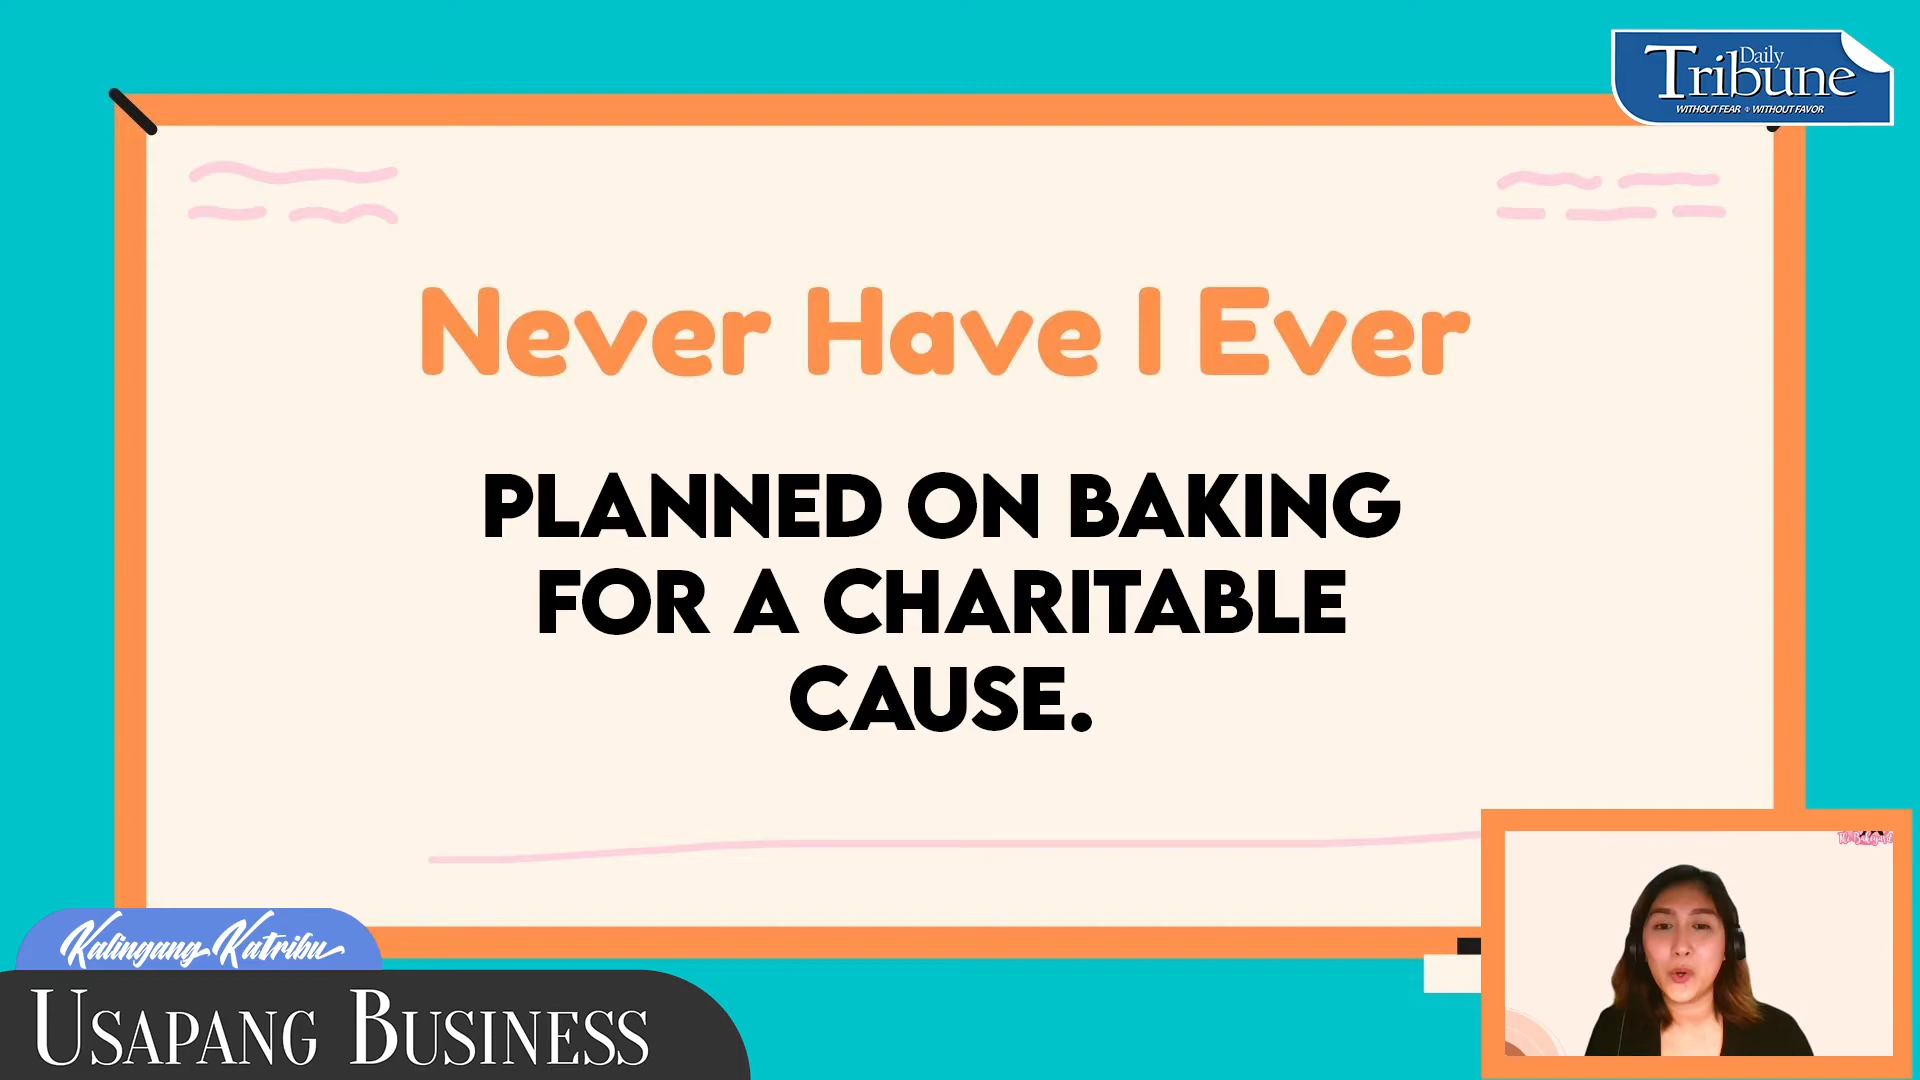 Daily
Tribune
WITHOUT FEAR ⋄ WITHOUT FAVOR
Never Have I Ever
PLANNED ON BAKING
FOR A CHARITABLE
CAUSE.
Kalingang Katribu
USAPANG BUSINESS